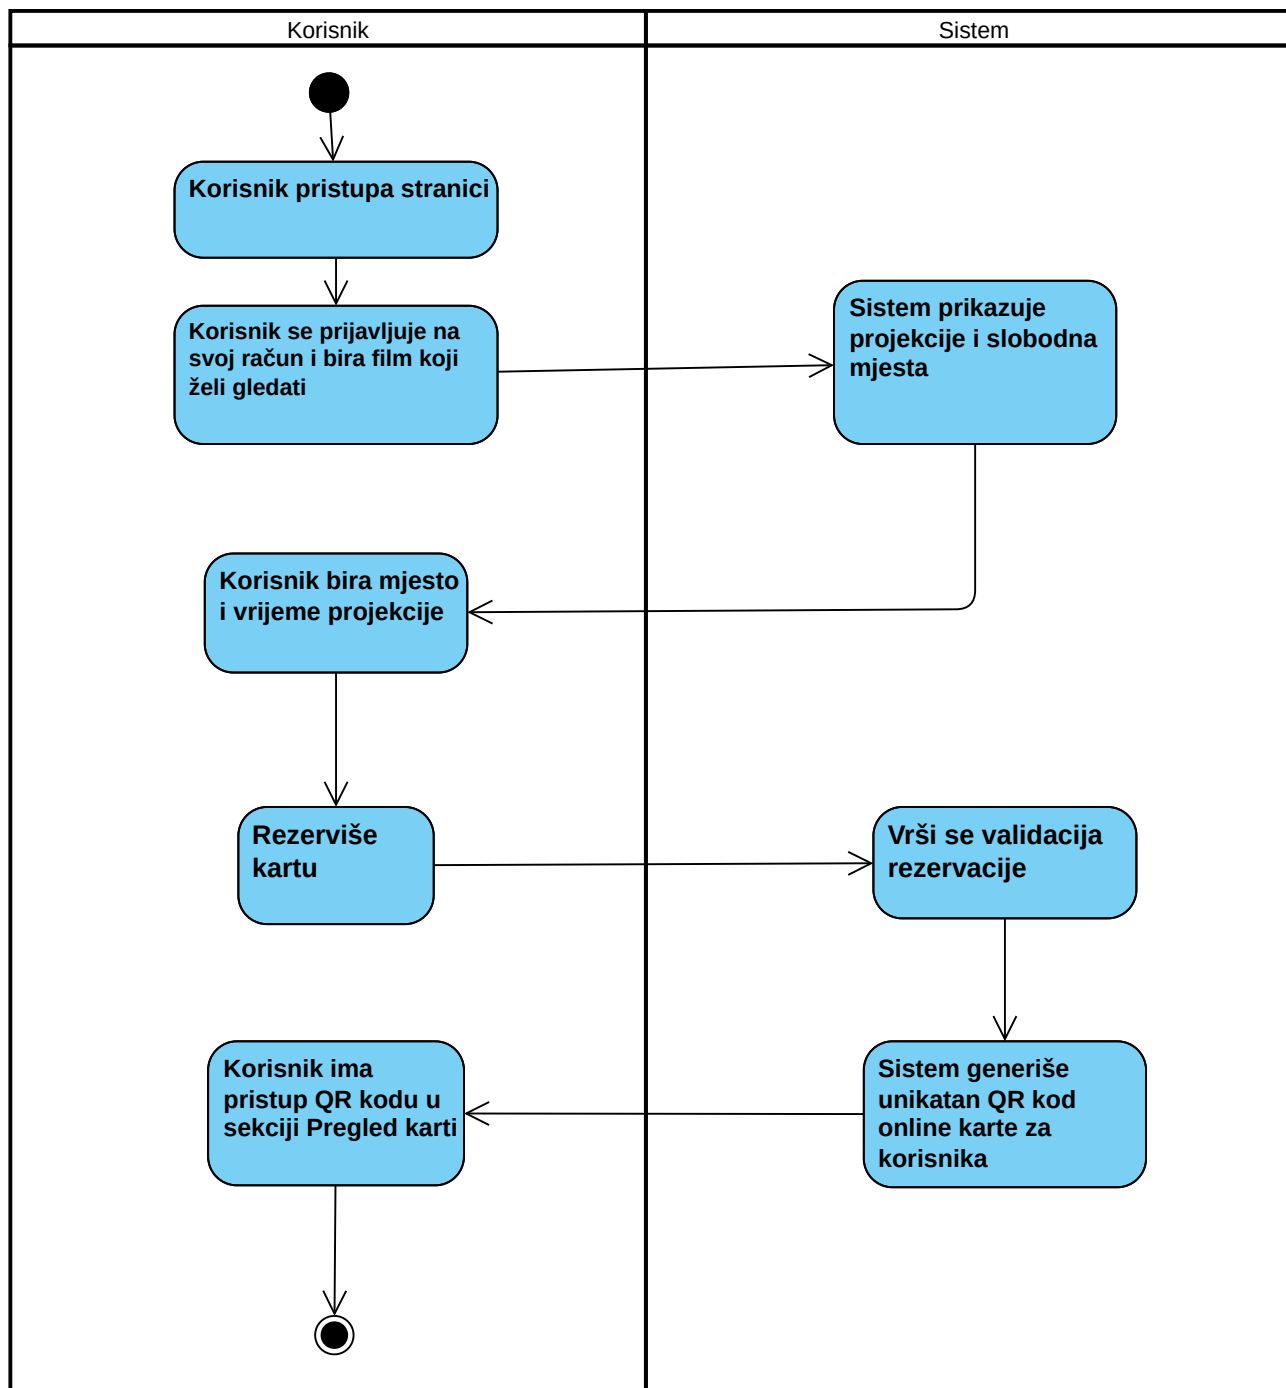 Korisnik
Sistem
Korisnik pristupa stranici
Korisnik se prijavljuje na
svoj račun i bira film koji
želi gledati
Sistem prikazuje
projekcije i slobodna
mjesta
Korisnik bira mjesto
i vrijeme projekcije
Rezerviše
kartu
Vrši se validacija
rezervacije
Sistem generiše
unikatan QR kod
online karte za
korisnika
Korisnik ima
pristup QR kodu u
sekciji Pregled karti